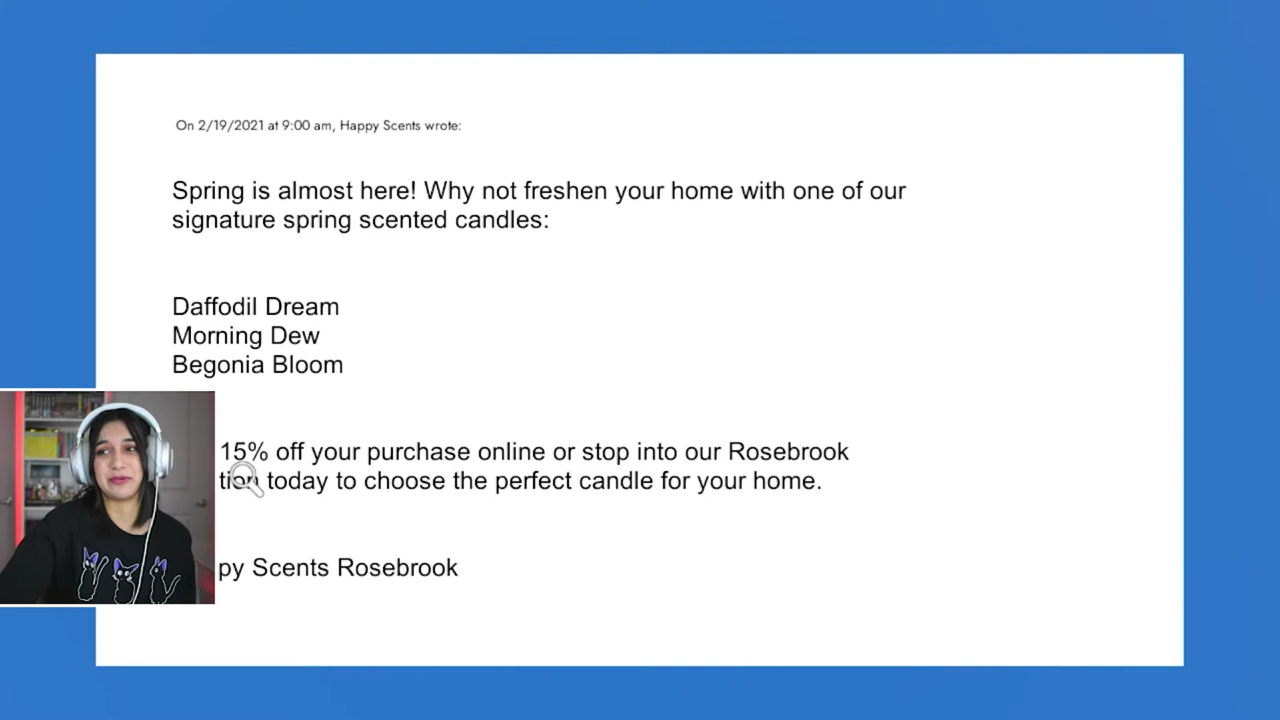 On 2/19/2021 at 9:00 am, Happy Scents wrote:
Spring is almost here! Why not freshen your home with one of our
signature spring scented candles:
Daffodil Dream
Morning Dew
Begonia Bloom
15% off your purchase online or stop into our Rosebrook
today to choose the perfect candle for your home.
Scents Rosebrook